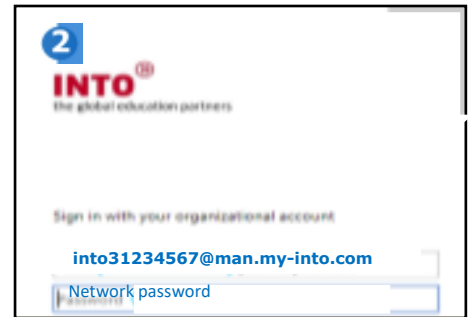 2
INTO®
the global education partners
Sign in with your organizational account
into31234567@man.my-into.com
Network password